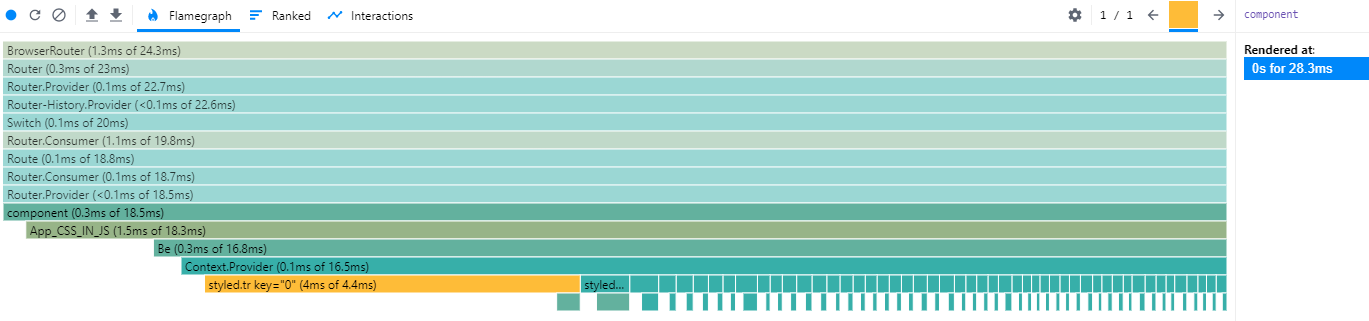 Flamegraph Ranked Interactions 1 / 1 component
Rendered at:
0s for 28.3ms
BrowserRouter (1.3ms of 24.3ms)
Router (0.3ms of 23ms)
Router.Provider (0.1ms of 22.7ms)
Router-History.Provider (<0.1ms of 22.6ms)
Switch (0.1ms of 20ms)
Router.Consumer (1.1ms of 19.8ms)
Route (0.1ms of 18.8ms)
Router.Consumer (0.1ms of 18.7ms)
Router.Provider (<0.1ms of 18.5ms)
component (0.3ms of 18.5ms)
App_CSS_IN_JS (1.5ms of 18.3ms)
Be (0.3ms of 16.8ms)
Context.Provider (0.1ms of 16.5ms)
styled.tr key="0" (4ms of 4.4ms) styled...